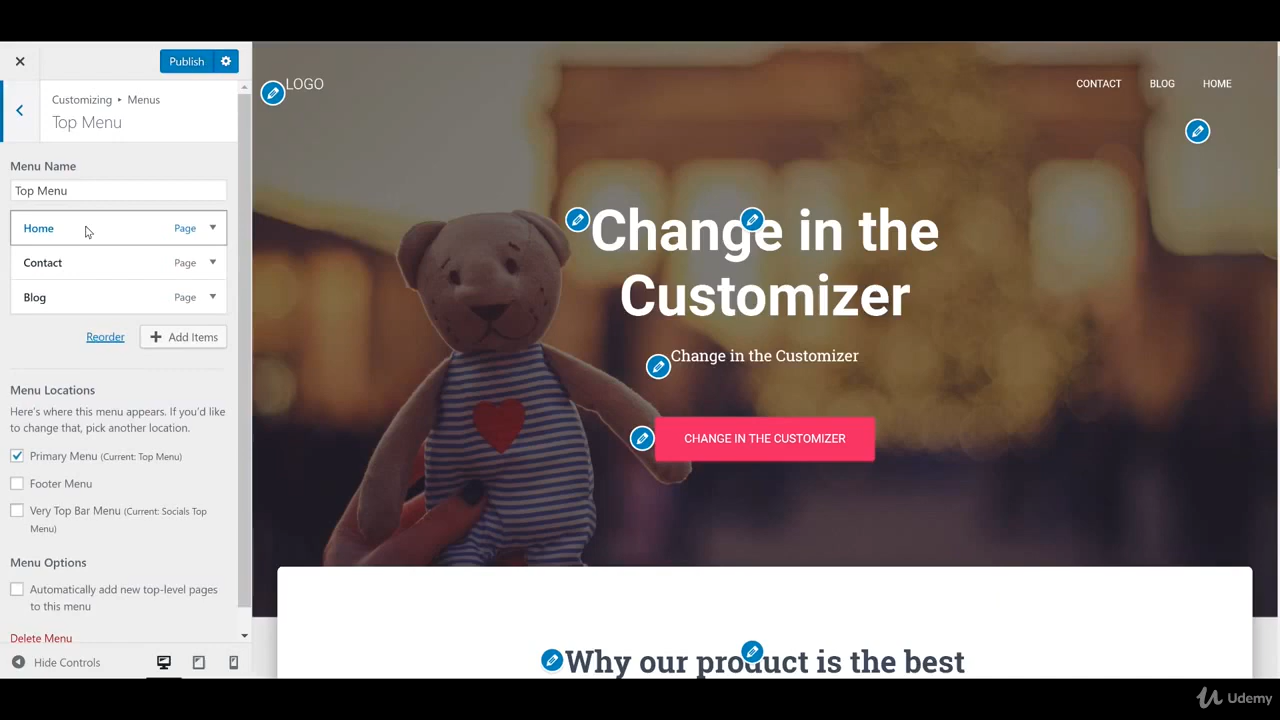 Publish
Customizing ▸ Menus
Top Menu
Menu Name
Top Menu
Home Page
Contact Page
Blog Page
Reorder
Add Items
Menu Locations
Here's where this menu appears. If you'd like
to change that, pick another location.
Primary Menu (Current: Top Menu)
Footer Menu
Very Top Bar Menu (Current: Socials Top
Menu)
Menu Options
Automatically add new top-level pages
to this menu
Delete Menu
Hide Controls
LOGO
CONTACT BLOG HOME
Change in the
Customizer
Change in the Customizer
CHANGE IN THE CUSTOMIZER
Why our product is the best
Udemy